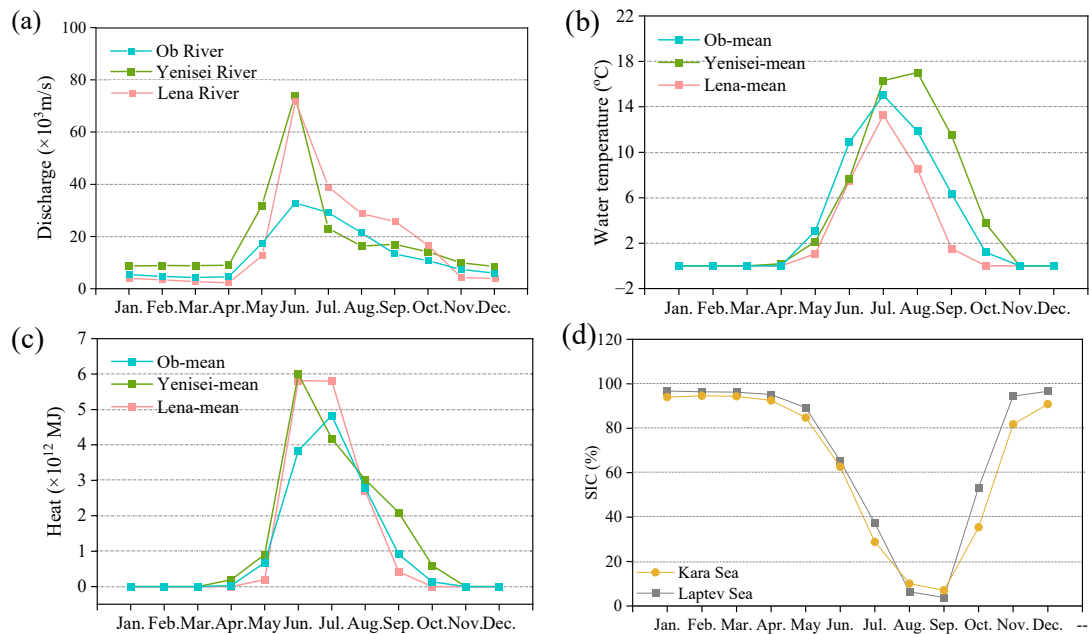 (a)
100
80
60
40
20
0
Discharge (×10³m/s)
Ob River
Yenisei River
Lena River
Jan. Feb. Mar. Apr. May Jun. Jul. Aug. Sep. Oct. Nov. Dec.
(b)
22
18
14
10
6
2
−2
Water temperature (°C)
Ob-mean
Yenisei-mean
Lena-mean
Jan. Feb. Mar. Apr. May Jun. Jul. Aug. Sep. Oct. Nov. Dec.
(c)
7
6
5
4
3
2
1
0
Heat (×10¹² MJ)
Ob-mean
Yenisei-mean
Lena-mean
Jan. Feb. Mar. Apr. May Jun. Jul. Aug. Sep. Oct. Nov. Dec.
(d)
120
100
80
60
40
20
0
SIC (%)
Kara Sea
Laptev Sea
Jan. Feb. Mar. Apr. May Jun. Jul. Aug. Sep. Oct. Nov. Dec. --